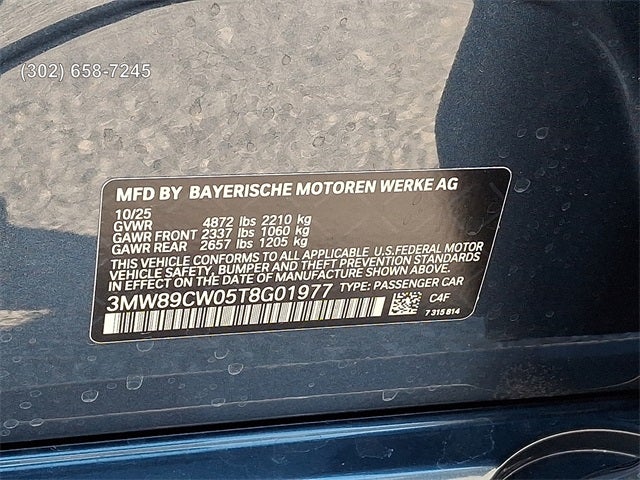 (302) 658-7245
MFD BY BAYERISCHE MOTOREN WERKE AG
10/25
GVWR 4872 lbs 2210 kg
GAWR FRONT 2337 lbs 1060 kg
GAWR REAR 2657 lbs 1205 kg
THIS VEHICLE CONFORMS TO ALL APPLICABLE U.S.FEDERAL MOTOR
VEHICLE SAFETY, BUMPER AND THEFT PREVENTION STANDARDS
IN EFFECT ON THE DATE OF MANUFACTURE SHOWN ABOVE.
3MW89CW05T8G01977 TYPE: PASSENGER CAR
C4F
7 315 814